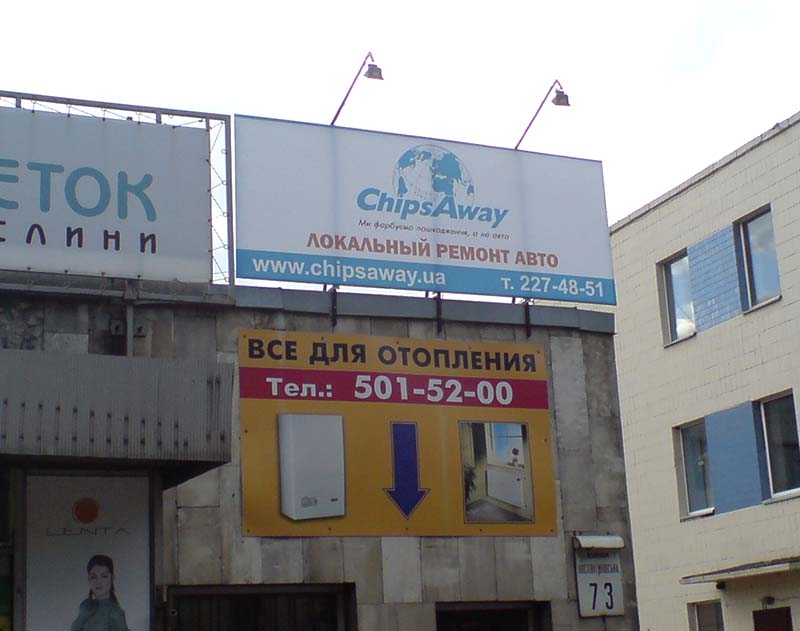 ЕТОК
СЛИНИ
ChipsAway
Ми фарбуємо пошкодження, а не авто
ЛОКАЛЬНЫЙ РЕМОНТ АВТО
www.chipsaway.ua т. 227-48-51
ВСЕ ДЛЯ ОТОПЛЕНИЯ
Тел.: 501-52-00
LENTA
73